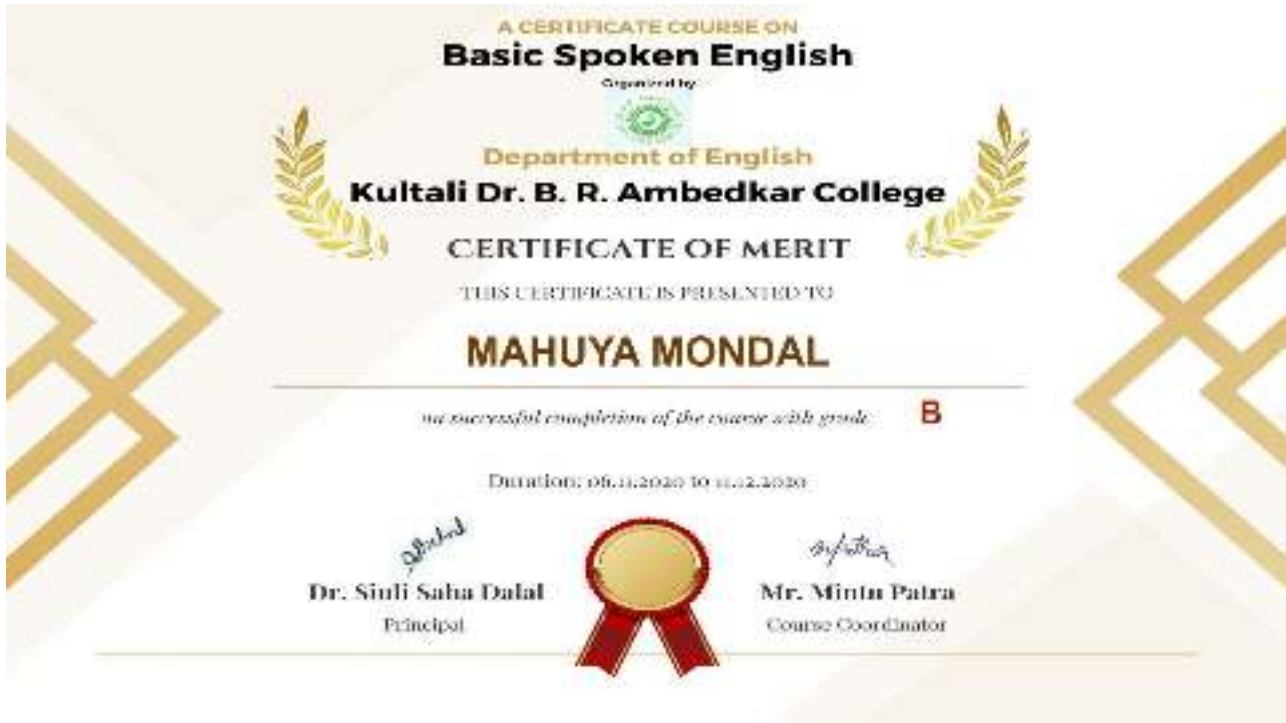 A CERTIFICATE COURSE ON
Basic Spoken English
Organized by
Department of English
Kultali Dr. B. R. Ambedkar College
CERTIFICATE OF MERIT
THIS CERTIFICATE IS PRESENTED TO
MAHUYA MONDAL
on successful completion of the course with grade B
Duration: 06.11.2020 to 11.12.2020
Dr. Siuli Saha Dalal Mr. Mintu Patra
Principal Course Coordinator